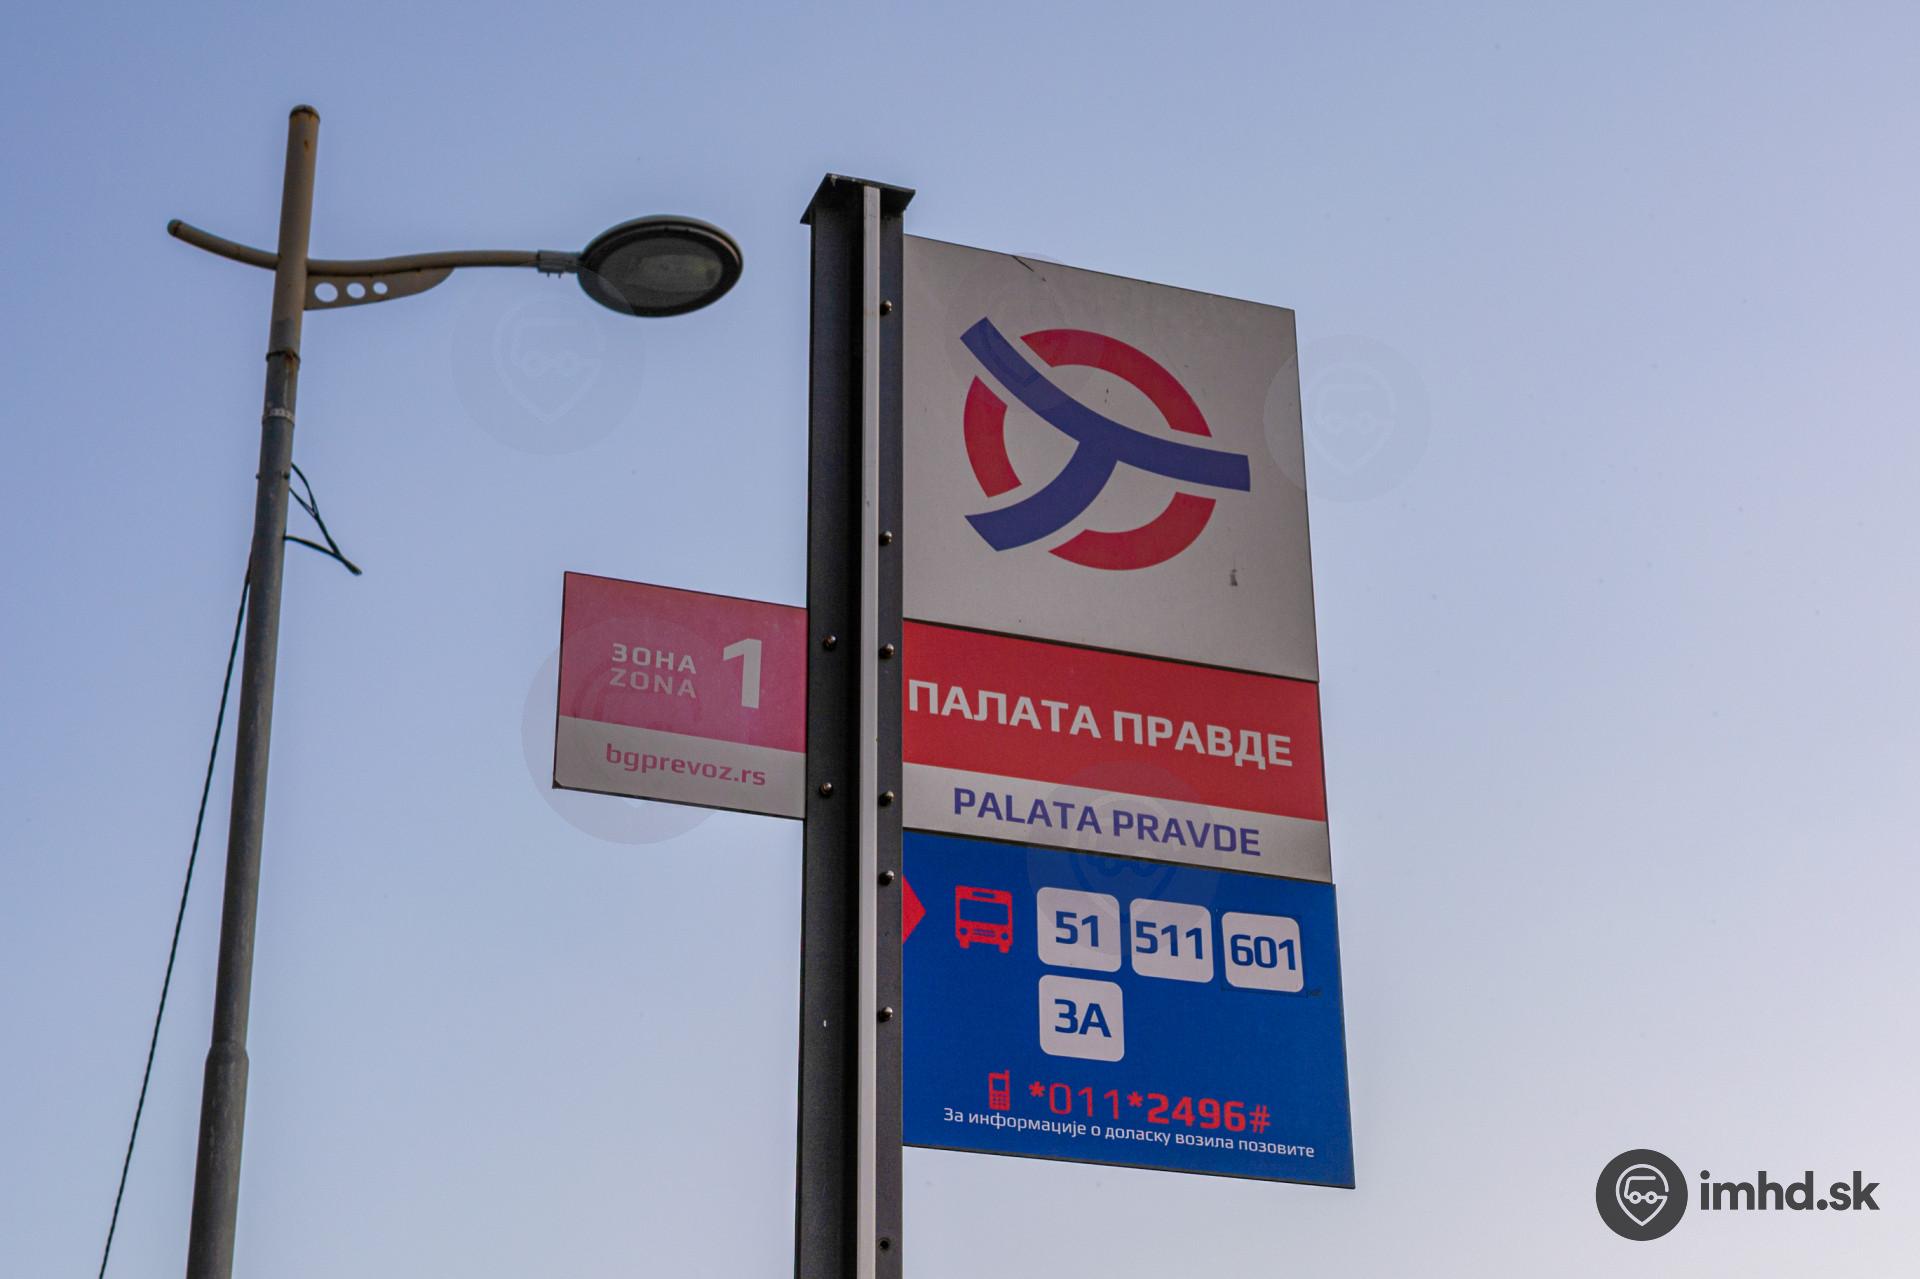 ЗОНА 1
ZONA
bgprevoz.rs
ПАЛАТА ПРАВДЕ
PALATA PRAVDE
51 511 601
3A
*011*2496#
За информације о доласку возила позовите
imhd.sk